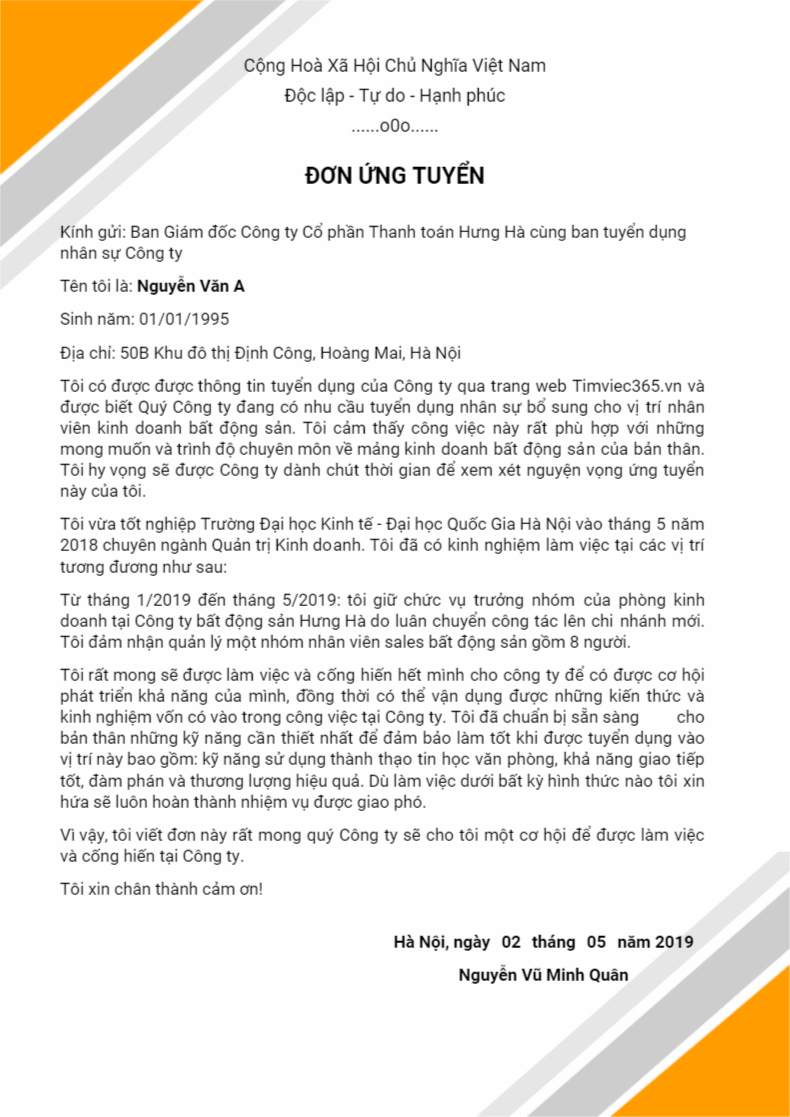 Cộng Hoà Xã Hội Chủ Nghĩa Việt Nam
Độc lập - Tự do - Hạnh phúc
......o0o......
ĐƠN ỨNG TUYỂN
Kính gửi: Ban Giám đốc Công ty Cổ phần Thanh toán Hưng Hà cùng ban tuyển dụng
nhân sự Công ty
Tên tôi là: Nguyễn Văn A
Sinh năm: 01/01/1995
Địa chỉ: 50B Khu đô thị Định Công, Hoàng Mai, Hà Nội
Tôi có được được thông tin tuyển dụng của Công ty qua trang web Timviec365.vn và
được biết Quý Công ty đang có nhu cầu tuyển dụng nhân sự bổ sung cho vị trí nhân
viên kinh doanh bất động sản. Tôi cảm thấy công việc này rất phù hợp với những
mong muốn và trình độ chuyên môn về mảng kinh doanh bất động sản của bản thân.
Tôi hy vọng sẽ được Công ty dành chút thời gian để xem xét nguyện vọng ứng tuyển
này của tôi.
Tôi vừa tốt nghiệp Trường Đại học Kinh tế - Đại học Quốc Gia Hà Nội vào tháng 5 năm
2018 chuyên ngành Quản trị Kinh doanh. Tôi đã có kinh nghiệm làm việc tại các vị trí
tương đương như sau:
Từ tháng 1/2019 đến tháng 5/2019: tôi giữ chức vụ trưởng nhóm của phòng kinh
doanh tại Công ty bất động sản Hưng Hà do luân chuyển công tác lên chi nhánh mới.
Tôi đảm nhận quản lý một nhóm nhân viên sales bất động sản gồm 8 người.
Tôi rất mong sẽ được làm việc và cống hiến hết mình cho công ty để có được cơ hội
phát triển khả năng của mình, đồng thời có thể vận dụng được những kiến thức và
kinh nghiệm vốn có vào trong công việc tại Công ty. Tôi đã chuẩn bị sẵn sàng cho
bản thân những kỹ năng cần thiết nhất để đảm bảo làm tốt khi được tuyển dụng vào
vị trí này bao gồm: kỹ năng sử dụng thành thạo tin học văn phòng, khả năng giao tiếp
tốt, đàm phán và thương lượng hiệu quả. Dù làm việc dưới bất kỳ hình thức nào tôi xin
hứa sẽ luôn hoàn thành nhiệm vụ được giao phó.
Vì vậy, tôi viết đơn này rất mong quý Công ty sẽ cho tôi một cơ hội để được làm việc
và cống hiến tại Công ty.
Tôi xin chân thành cảm ơn!
Hà Nội, ngày 02 tháng 05 năm 2019
Nguyễn Vũ Minh Quân